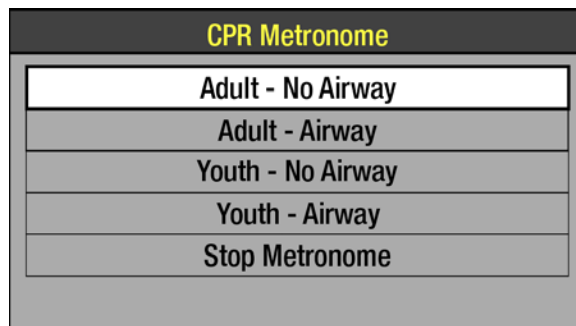 CPR Metronome
Adult - No Airway
Adult - Airway
Youth - No Airway
Youth - Airway
Stop Metronome